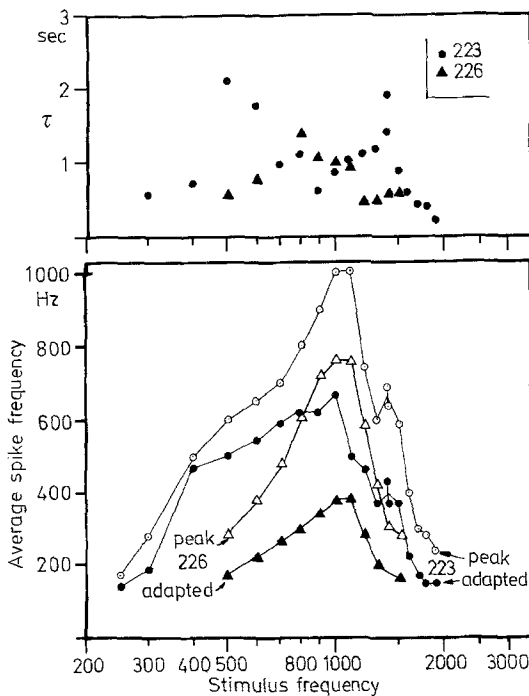 3
sec
2
τ
1
● 223
▲ 226
1000
Hz
800
600
400
200
Average spike frequency
peak
226
adapted
peak
223
adapted
200 300 400 500 800 1000 2000 3000
Stimulus frequency